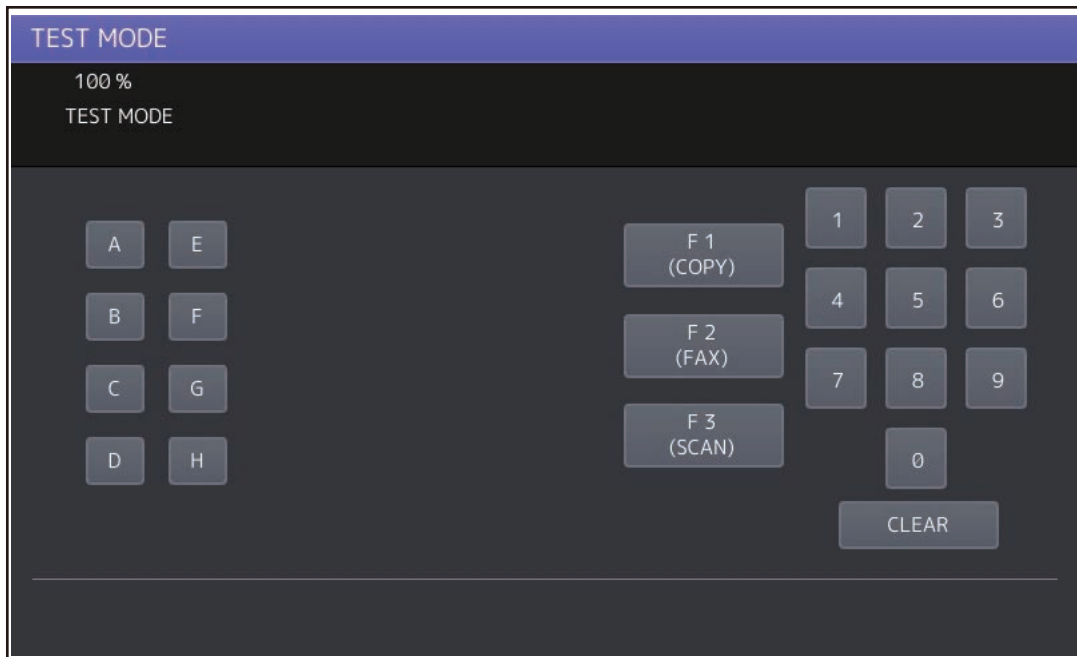 TEST MODE
100 %
TEST MODE
A E
B F
C G
D H
F 1
(COPY)
F 2
(FAX)
F 3
(SCAN)
1 2 3
4 5 6
7 8 9
0
CLEAR